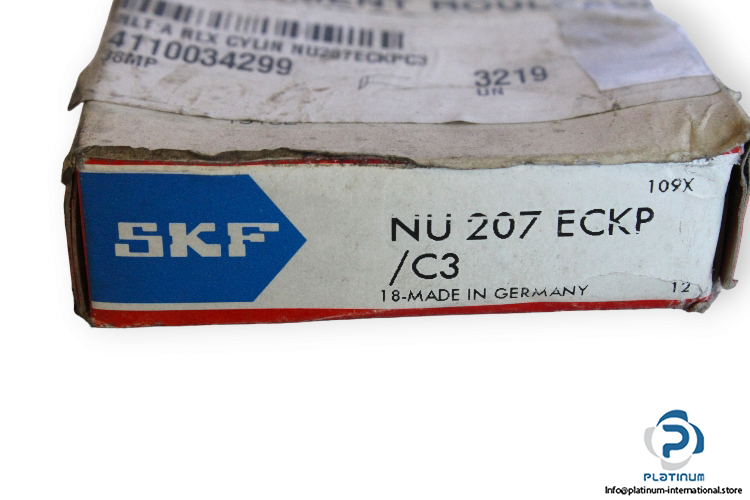 RLT A RLX CYLIN NU207ECKPC3
4110034299
3219
UN
109X
SKF
NU 207 ECKP
/C3
18-MADE IN GERMANY
12
PLATINUM
Info@platinum-international.store